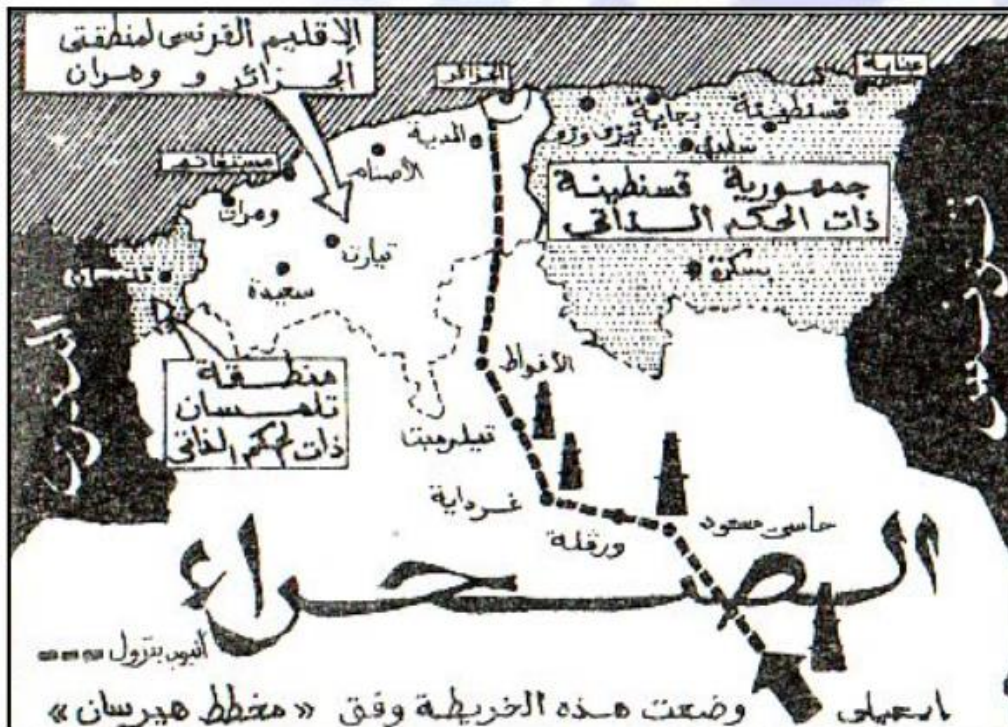 الإقليم الفرنسي لمنطقتي
الجزائر و وهران
الجزائر
عنابة
قسنطينة
بجاية
تيزي وزو
سطيف
المدية
الأصنام
مستغانم
وهران
تيارت
سعيدة
جمهورية قسنطينة
ذات الحكم الذاتي
بسكرة
تونس
تلمسان
المغرب
منطقة
تلمسان
ذات الحكم الذاتي
الأغواط
تيلرمبت
غرداية
ورقلة
حاسي مسعود
الصحراء
أنبوب بترول
وضعت هذه الخريطة وفق «مخطط هيرسان»